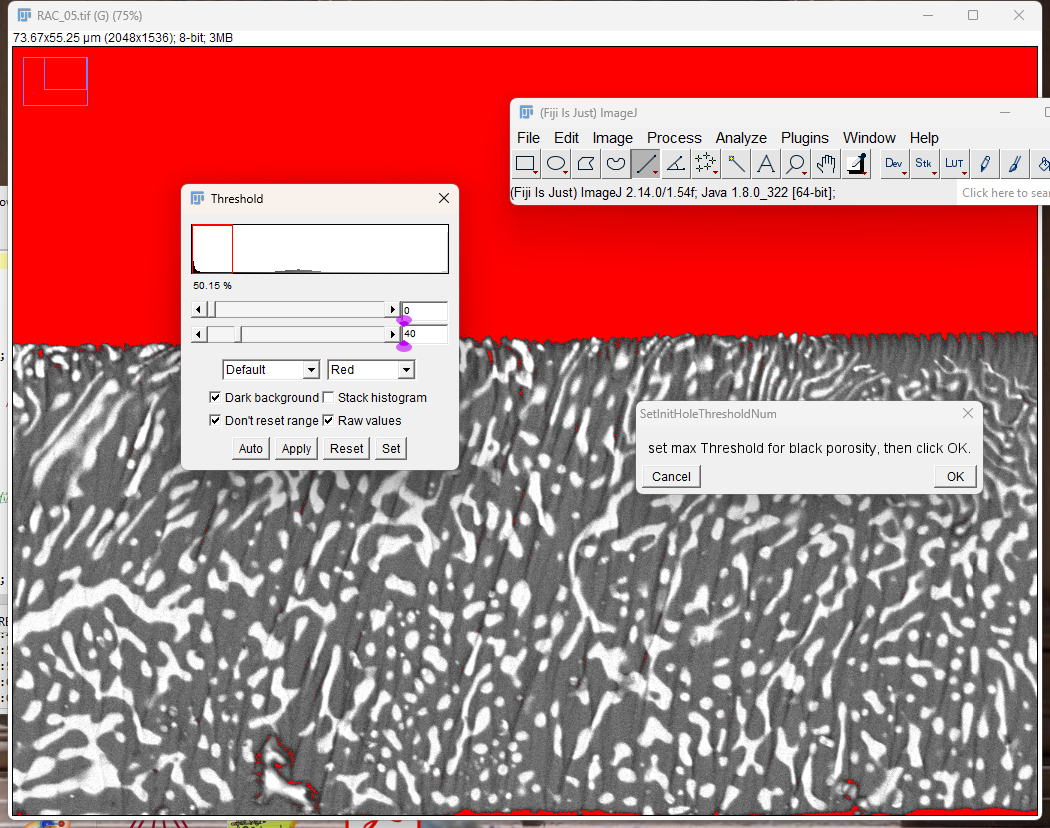 RAC_05.tif (G) (75%)
73.67x55.25 µm (2048x1536); 8-bit; 3MB
(Fiji Is Just) ImageJ
File Edit Image Process Analyze Plugins Window Help
Dev Stk LUT
(Fiji Is Just) ImageJ 2.14.0/1.54f; Java 1.8.0_322 [64-bit];
Click here to sea
Threshold
50.15 %
0
40
Default Red
Dark background Stack histogram
Don't reset range Raw values
Auto Apply Reset Set
SetInitHoleThresholdNum
set max Threshold for black porosity, then click OK.
Cancel OK